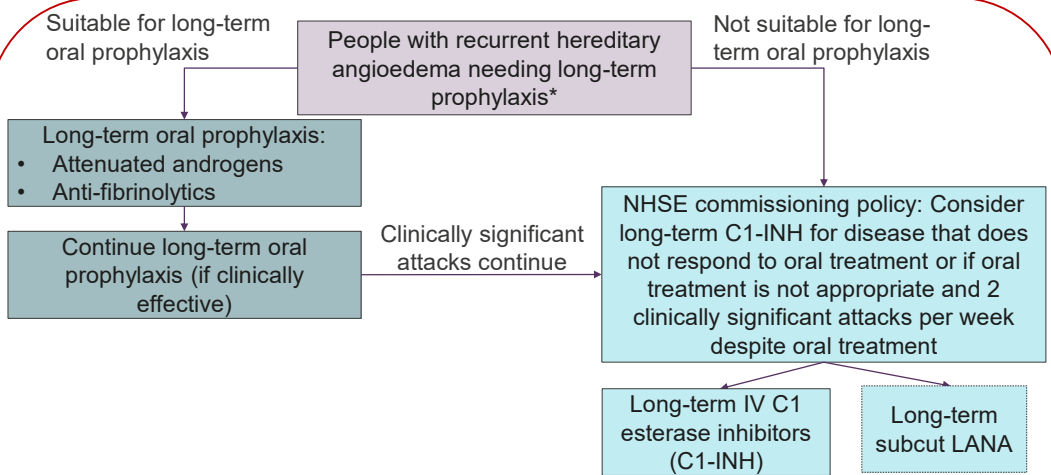 Suitable for long-term
oral prophylaxis
People with recurrent hereditary
angioedema needing long-term
prophylaxis*
Not suitable for long-
term oral prophylaxis
Long-term oral prophylaxis:
• Attenuated androgens
• Anti-fibrinolytics
Continue long-term oral
prophylaxis (if clinically
effective)
Clinically significant
attacks continue
NHSE commissioning policy: Consider
long-term C1-INH for disease that does
not respond to oral treatment or if oral
treatment is not appropriate and 2
clinically significant attacks per week
despite oral treatment
Long-term IV C1
esterase inhibitors
(C1-INH)
Long-term
subcut LANA